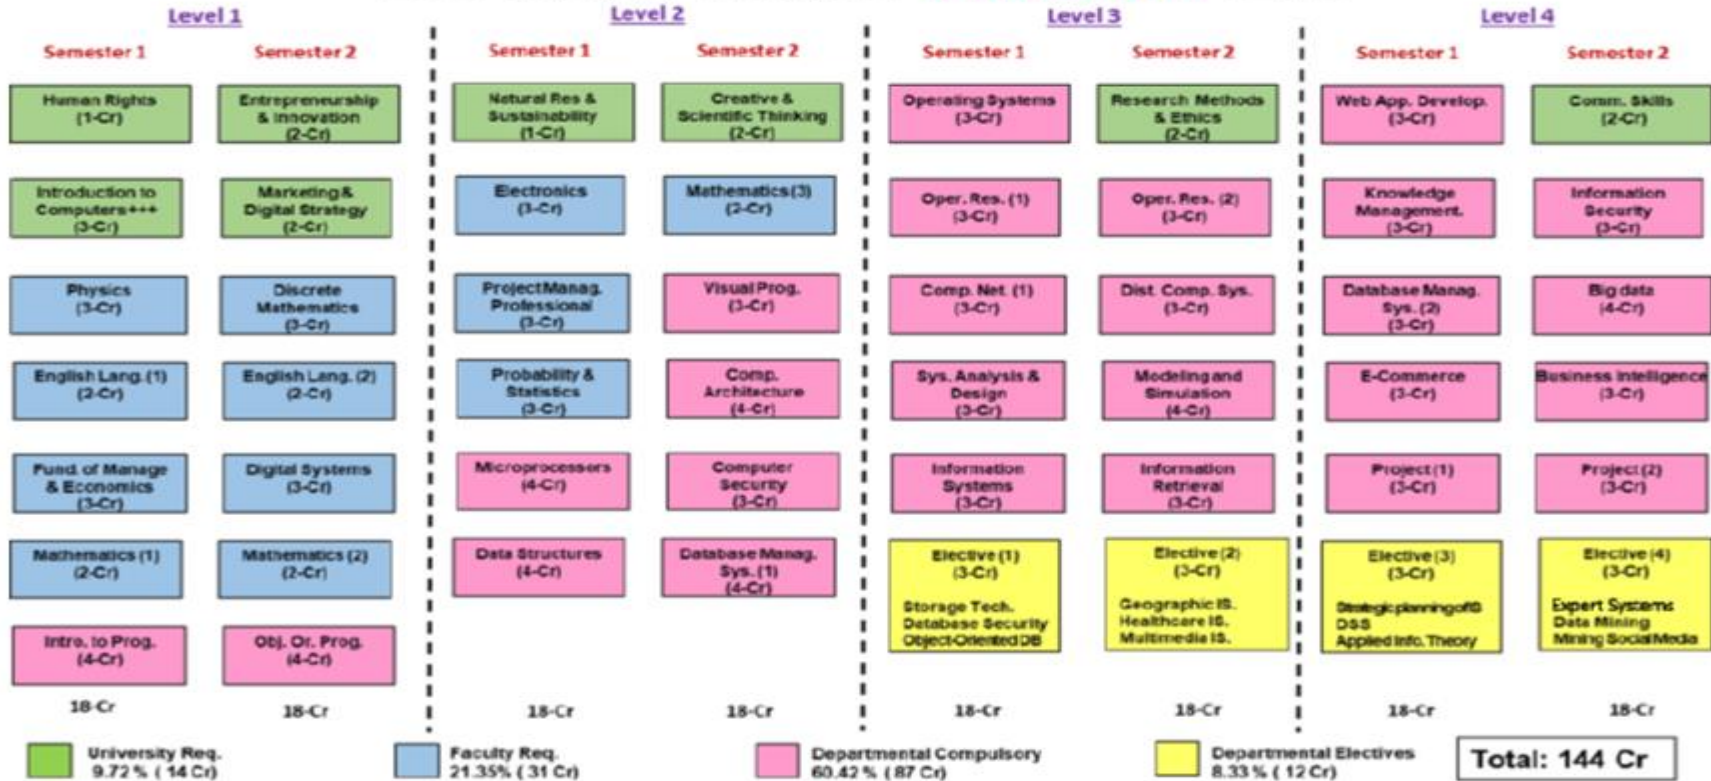 Level 1
Level 2
Level 3
Level 4
Semester 1
Semester 2
Semester 1
Semester 2
Semester 1
Semester 2
Semester 1
Semester 2
Human Rights
(1-Cr)
Entrepreneurship
& Innovation
(2-Cr)
Natural Res &
Sustainability
(1-Cr)
Creative &
Scientific Thinking
(2-Cr)
Operating Systems
(3-Cr)
Research Methods
& Ethics
(2-Cr)
Web App. Develop.
(3-Cr)
Comm. Skills
(2-Cr)
Introduction to
Computers+++
(3-Cr)
Marketing &
Digital Strategy
(2-Cr)
Electronics
(3-Cr)
Mathematics (3)
(2-Cr)
Oper. Res. (1)
(3-Cr)
Oper. Res. (2)
(3-Cr)
Knowledge
Management.
(3-Cr)
Information
Security
(3-Cr)
Physics
(3-Cr)
Discrete
Mathematics
(3-Cr)
Project Manag.
Professional
(3-Cr)
Visual Prog.
(3-Cr)
Comp. Net. (1)
(3-Cr)
Dist. Comp. Sys.
(3-Cr)
Database Manag.
Sys. (2)
(3-Cr)
Big data
(4-Cr)
English Lang. (1)
(2-Cr)
English Lang. (2)
(2-Cr)
Probability &
Statistics
(3-Cr)
Comp.
Architecture
(4-Cr)
Sys. Analysis &
Design
(3-Cr)
Modeling and
Simulation
(4-Cr)
E-Commerce
(3-Cr)
Business Intelligence
(3-Cr)
Fund. of Manage
& Economics
(3-Cr)
Digital Systems
(3-Cr)
Microprocessors
(4-Cr)
Computer
Security
(3-Cr)
Information
Systems
(3-Cr)
Information
Retrieval
(3-Cr)
Project (1)
(3-Cr)
Project (2)
(3-Cr)
Mathematics (1)
(2-Cr)
Mathematics (2)
(2-Cr)
Data Structures
(4-Cr)
Database Manag.
Sys. (1)
(4-Cr)
Elective (1)
(3-Cr)
Storage Tech.
Database Security
Object-Oriented DB
Elective (2)
(3-Cr)
Geographic IS.
Healthcare IS.
Multimedia IS.
Elective (3)
(3-Cr)
Strategic planning of IS
DSS
Applied Info. Theory
Elective (4)
(3-Cr)
Expert Systems
Data Mining
Mining Social Media
Intro. to Prog.
(4-Cr)
Obj. Or. Prog.
(4-Cr)
18-Cr
18-Cr
18-Cr
18-Cr
18-Cr
18-Cr
18-Cr
18-Cr
University Req.
9.72 % ( 14 Cr)
Faculty Req.
21.35% ( 31 Cr)
Departmental Compulsory
60.42 % ( 87 Cr)
Departmental Electives
8.33 % ( 12 Cr)
Total: 144 Cr